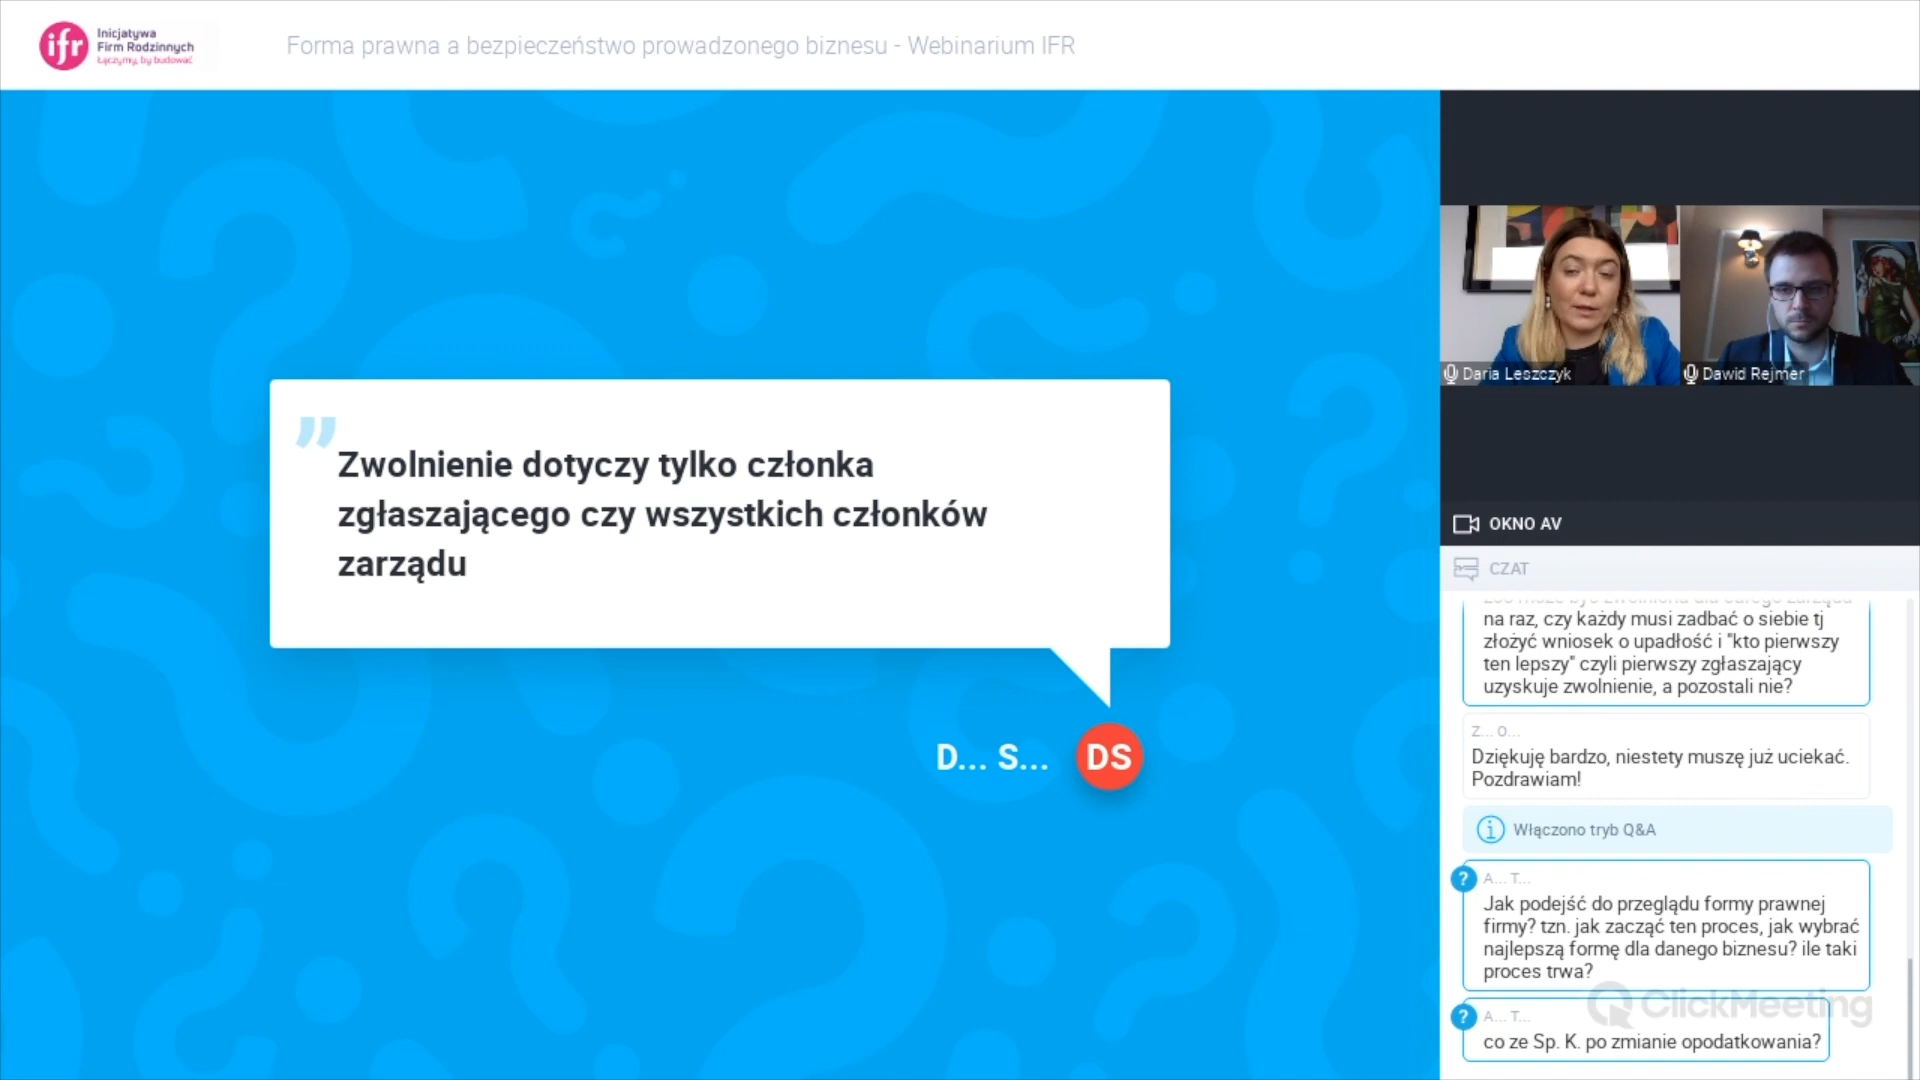 ifr
Inicjatywa
Firm Rodzinnych
Łączymy, by budować
Forma prawna a bezpieczeństwo prowadzonego biznesu - Webinarium IFR
”
Zwolnienie dotyczy tylko członka
zgłaszającego czy wszystkich członków
zarządu
D... S...
DS
Daria Leszczyk
Dawid Rejmer
OKNO AV
CZAT
na raz, czy każdy musi zadbać o siebie tj
złożyć wniosek o upadłość i "kto pierwszy
ten lepszy" czyli pierwszy zgłaszający
uzyskuje zwolnienie, a pozostali nie?
Z... O...
Dziękuję bardzo, niestety muszę już uciekać.
Pozdrawiam!
Włączono tryb Q&A
? A... T...
Jak podejść do przeglądu formy prawnej
firmy? tzn. jak zacząć ten proces, jak wybrać
najlepszą formę dla danego biznesu? ile taki
proces trwa?
ClickMeeting
? A... T...
co ze Sp. K. po zmianie opodatkowania?